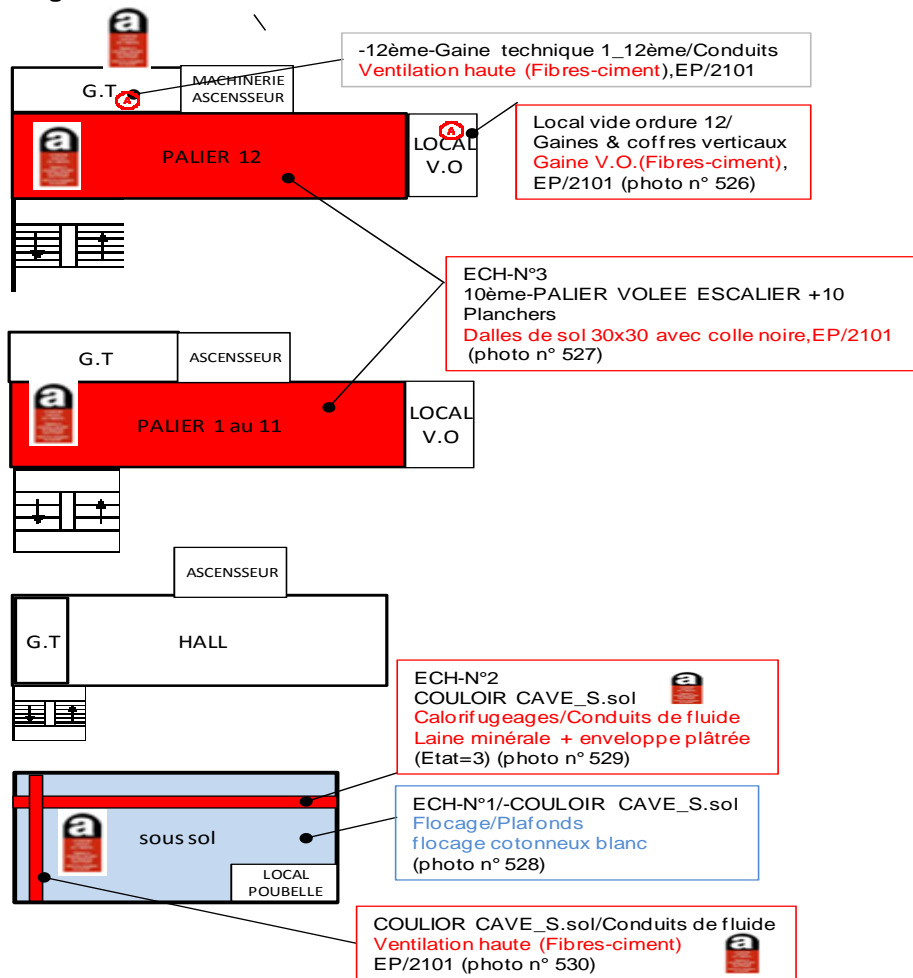 -12ème-Gaine technique 1_12ème/Conduits
Ventilation haute (Fibres-ciment),EP/2101
a
G.T
A
MACHINERIE
ASCENSSEUR
a
PALIER 12
A
LOCAL
V.O
Local vide ordure 12/
Gaines & coffres verticaux
Gaine V.O.(Fibres-ciment),
EP/2101 (photo n° 526)
ECH-N°3
10ème-PALIER VOLEE ESCALIER +10
Planchers
Dalles de sol 30x30 avec colle noire,EP/2101
(photo n° 527)
G.T
ASCENSSEUR
a
PALIER 1 au 11
LOCAL
V.O
ASCENSSEUR
G.T
HALL
ECH-N°2
COULOIR CAVE_S.sol
a
Calorifugeages/Conduits de fluide
Laine minérale + enveloppe plâtrée
(Etat=3) (photo n° 529)
a
sous sol
LOCAL
POUBELLE
ECH-N°1/-COULOIR CAVE_S.sol
Flocage/Plafonds
flocage cotonneux blanc
(photo n° 528)
COULIOR CAVE_S.sol/Conduits de fluide
Ventilation haute (Fibres-ciment)
EP/2101 (photo n° 530)
a